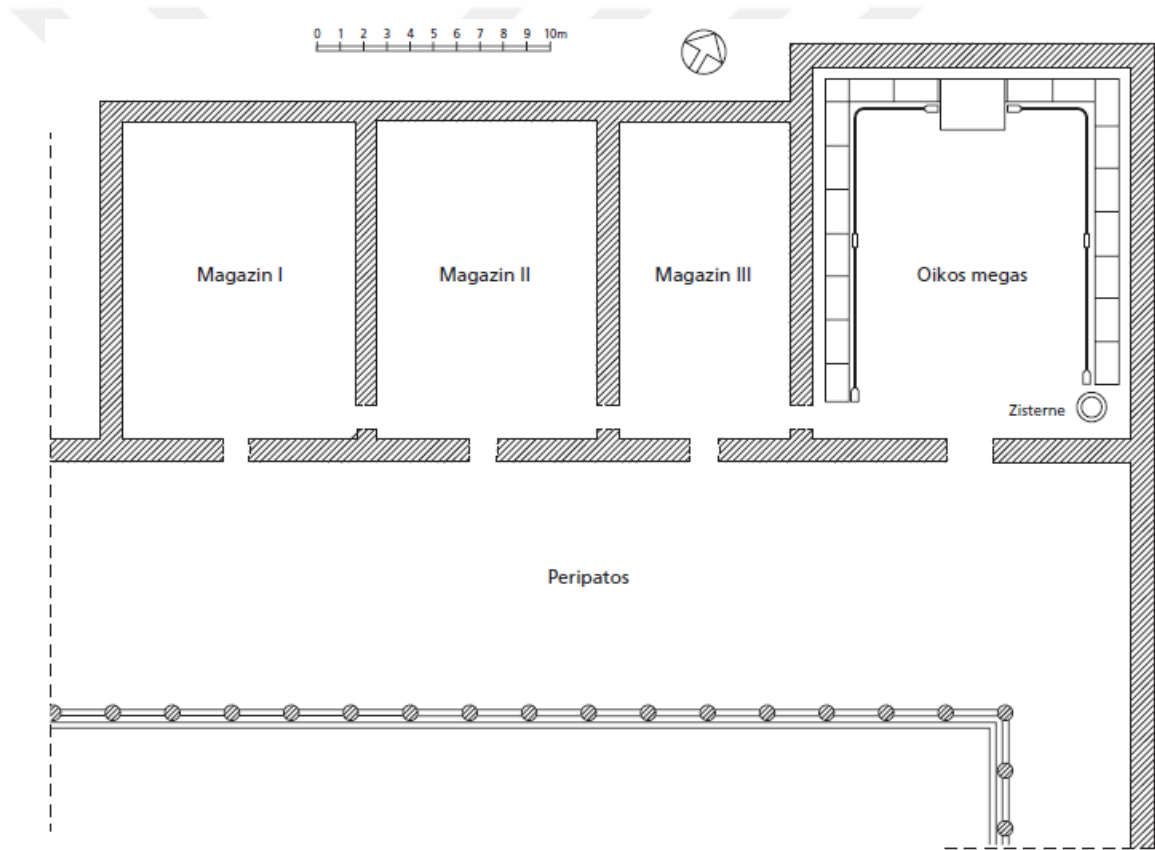 0 1 2 3 4 5 6 7 8 9 10m
Magazin I
Magazin II
Magazin III
Oikos megas
Zisterne
Peripatos